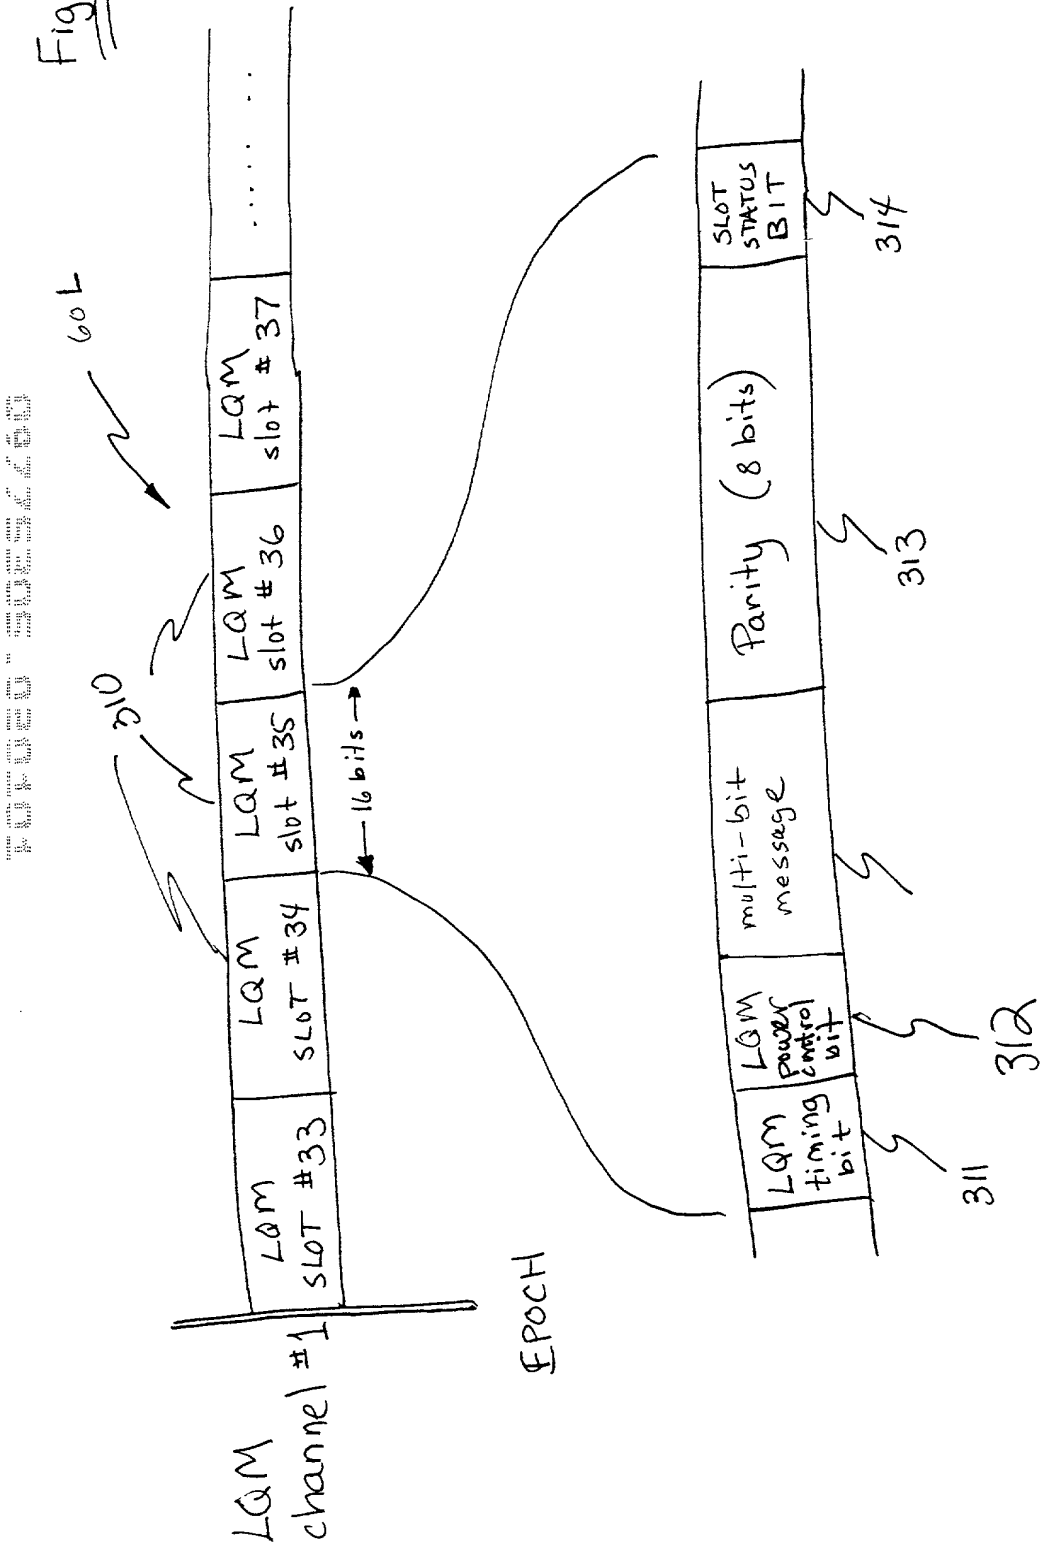 Fig
60L
310
LQM
channel #1
LQM
SLOT #33
LQM
SLOT #34
LQM
slot #35
LQM
slot #36
LQM
slot #37
......
16 bits
EPOCH
LQM
timing
bit
LQM
power
control
bit
multi-bit
message
Parity (8 bits)
SLOT
STATUS
BIT
311
312
313
314